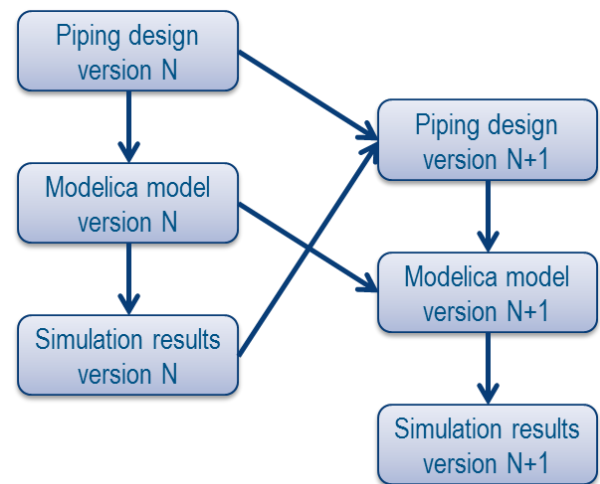 Piping design
version N
Modelica model
version N
Simulation results
version N
Piping design
version N+1
Modelica model
version N+1
Simulation results
version N+1